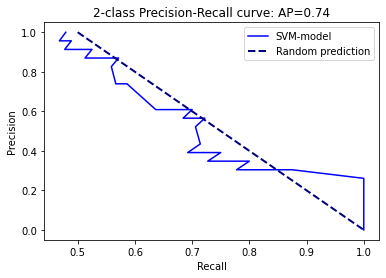 2-class Precision-Recall curve: AP=0.74
SVM-model
Random prediction
Precision
1.0
0.8
0.6
0.4
0.2
0.0
0.5
0.6
0.7
0.8
0.9
1.0
Recall